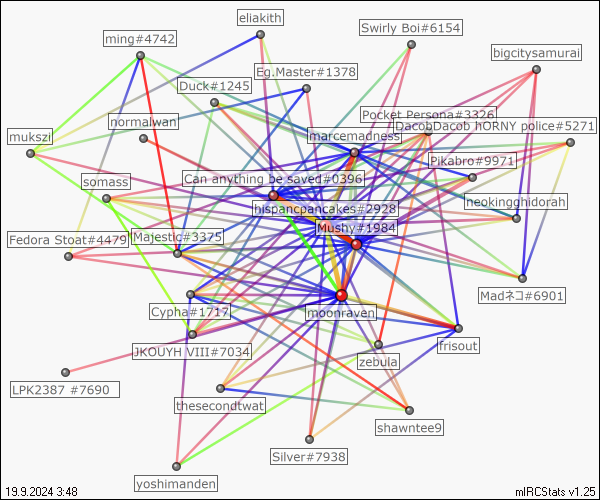 eliakith
Swirly Boi#6154
ming#4742
bigcitysamurai
Eg.Master#1378
Duck#1245
Pocket Persona#3326
normalwan
marcemadness
DacobDacob hORNY police#5271
mukszi
Pikabro#9971
somass
Can anything be saved#0396
neokingghidorah
hispancpancakes#2928
Mushy#1984
Fedora Stoat#4479
Majestic#3375
Madネコ#6901
Cypha#1717
moonraven
frisout
JKOUYH VIII#7034
zebula
LPK2387 #7690
thesecondtwat
shawntee9
Silver#7938
yoshimanden
19.9.2024 3:48
mIRCStats v1.25